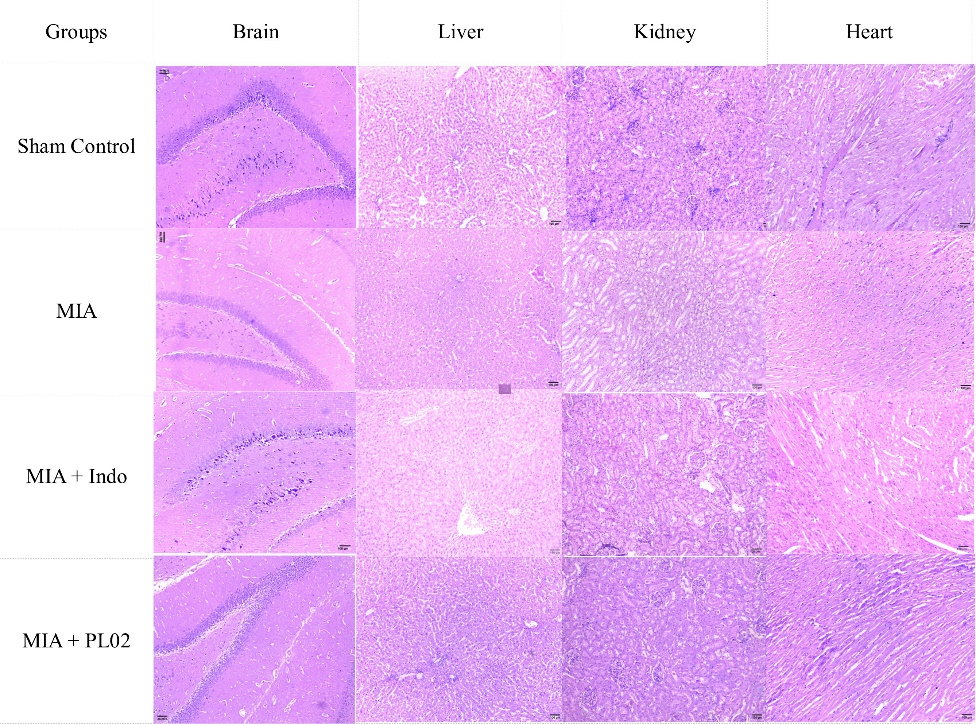 Groups Brain Liver Kidney Heart
Sham Control
MIA
MIA + Indo
MIA + PL02